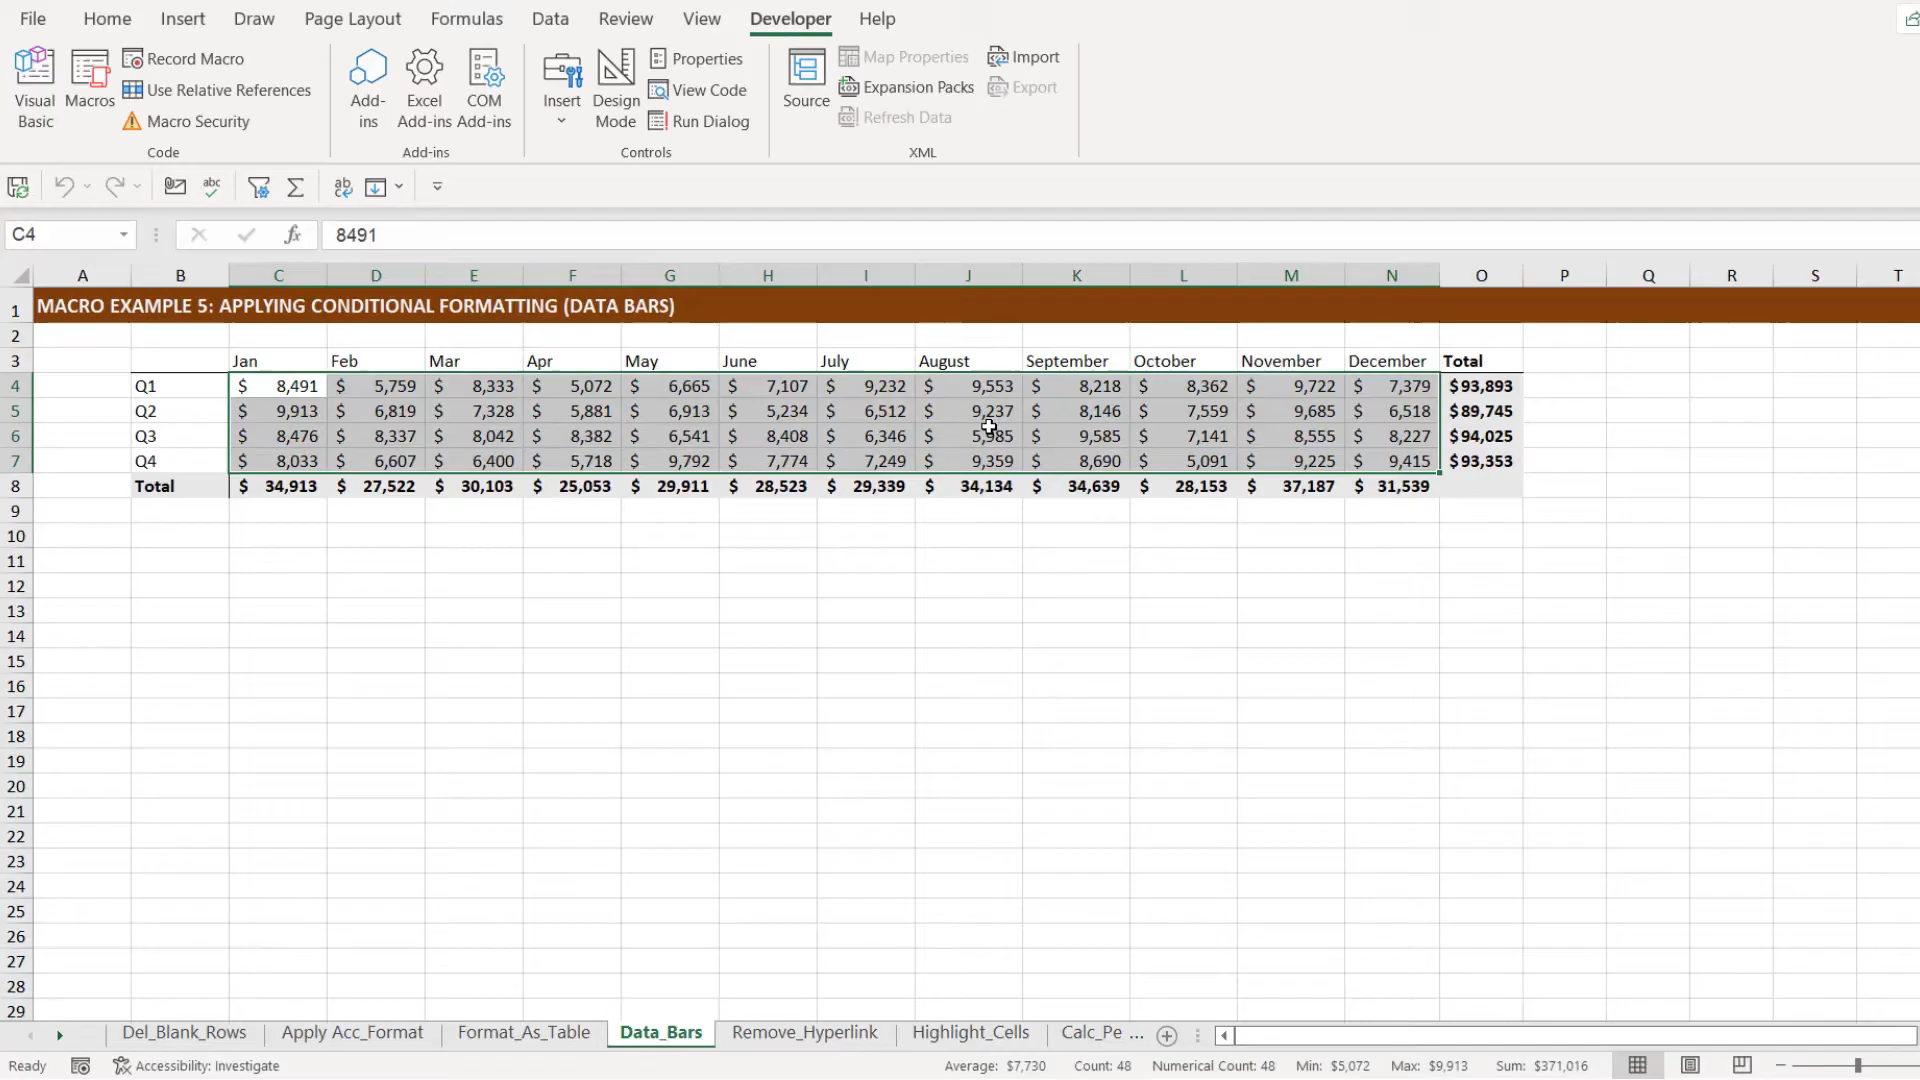 File Home Insert Draw Page Layout Formulas Data Review View Developer Help
Visual Basic
Macros
Record Macro
Use Relative References
Macro Security
Code
Add-ins
Excel Add-ins
COM Add-ins
Add-ins
Insert
Design Mode
Properties
View Code
Run Dialog
Controls
Source
Map Properties
Expansion Packs
Refresh Data
Import
Export
XML
C4 fx 8491
A B C D E F G H I J K L M N O P Q R S T
1 MACRO EXAMPLE 5: APPLYING CONDITIONAL FORMATTING (DATA BARS)
2
3 Jan Feb Mar Apr May June July August September October November December Total
4 Q1 $ 8,491 $ 5,759 $ 8,333 $ 5,072 $ 6,665 $ 7,107 $ 9,232 $ 9,553 $ 8,218 $ 8,362 $ 9,722 $ 7,379 $93,893
5 Q2 $ 9,913 $ 6,819 $ 7,328 $ 5,881 $ 6,913 $ 5,234 $ 6,512 $ 9,237 $ 8,146 $ 7,559 $ 9,685 $ 6,518 $89,745
6 Q3 $ 8,476 $ 8,337 $ 8,042 $ 8,382 $ 6,541 $ 8,408 $ 6,346 $ 5,985 $ 9,585 $ 7,141 $ 8,555 $ 8,227 $94,025
7 Q4 $ 8,033 $ 6,607 $ 6,400 $ 5,718 $ 9,792 $ 7,774 $ 7,249 $ 9,359 $ 8,690 $ 5,091 $ 9,225 $ 9,415 $93,353
8 Total $ 34,913 $ 27,522 $ 30,103 $ 25,053 $ 29,911 $ 28,523 $ 29,339 $ 34,134 $ 34,639 $ 28,153 $ 37,187 $ 31,539
9
10
11
12
13
14
15
16
17
18
19
20
21
22
23
24
25
26
27
28
29
Del_Blank_Rows Apply Acc_Format Format_As_Table Data_Bars Remove_Hyperlink Highlight_Cells Calc_Pe ...
Ready Accessibility: Investigate Average: $7,730 Count: 48 Numerical Count: 48 Min: $5,072 Max: $9,913 Sum: $371,016